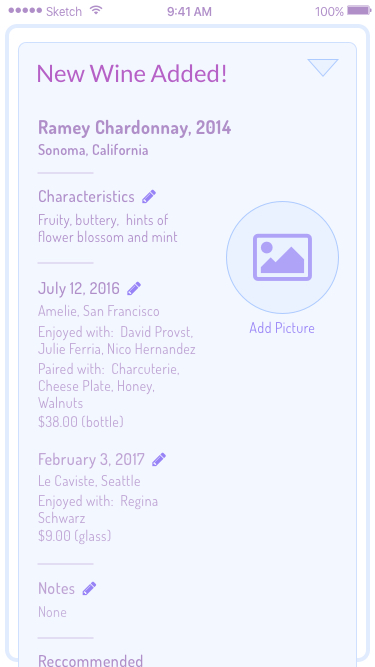 Sketch 9:41 AM 100%
New Wine Added!
Ramey Chardonnay, 2014
Sonoma, California
Characteristics
Fruity, buttery, hints of
flower blossom and mint
July 12, 2016
Amelie, San Francisco
Enjoyed with: David Provst,
Julie Ferria, Nico Hernandez
Paired with: Charcuterie,
Cheese Plate, Honey,
Walnuts
$38.00 (bottle)
Add Picture
February 3, 2017
Le Caviste, Seattle
Enjoyed with: Regina
Schwarz
$9.00 (glass)
Notes
None
Reccommended